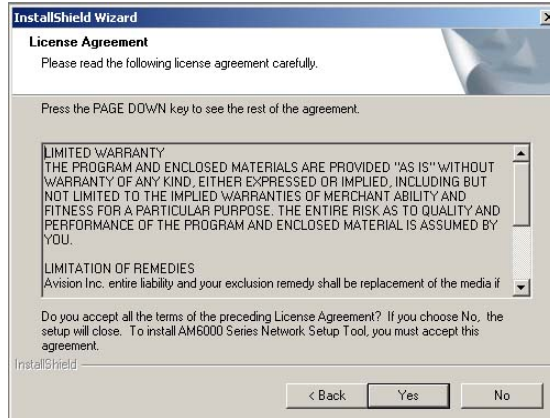 InstallShield Wizard
License Agreement
Please read the following license agreement carefully.
Press the PAGE DOWN key to see the rest of the agreement.
LIMITED WARRANTY
THE PROGRAM AND ENCLOSED MATERIALS ARE PROVIDED "AS IS" WITHOUT
WARRANTY OF ANY KIND, EITHER EXPRESSED OR IMPLIED, INCLUDING BUT
NOT LIMITED TO THE IMPLIED WARRANTIES OF MERCHANT ABILITY AND
FITNESS FOR A PARTICULAR PURPOSE. THE ENTIRE RISK AS TO QUALITY AND
PERFORMANCE OF THE PROGRAM AND ENCLOSED MATERIAL IS ASSUMED BY
YOU.
LIMITATION OF REMEDIES
Avision Inc. entire liability and your exclusion remedy shall be replacement of the media if
Do you accept all the terms of the preceding License Agreement? If you choose No, the
setup will close. To install AM6000 Series Network Setup Tool, you must accept this
agreement.
InstallShield
< Back
Yes
No